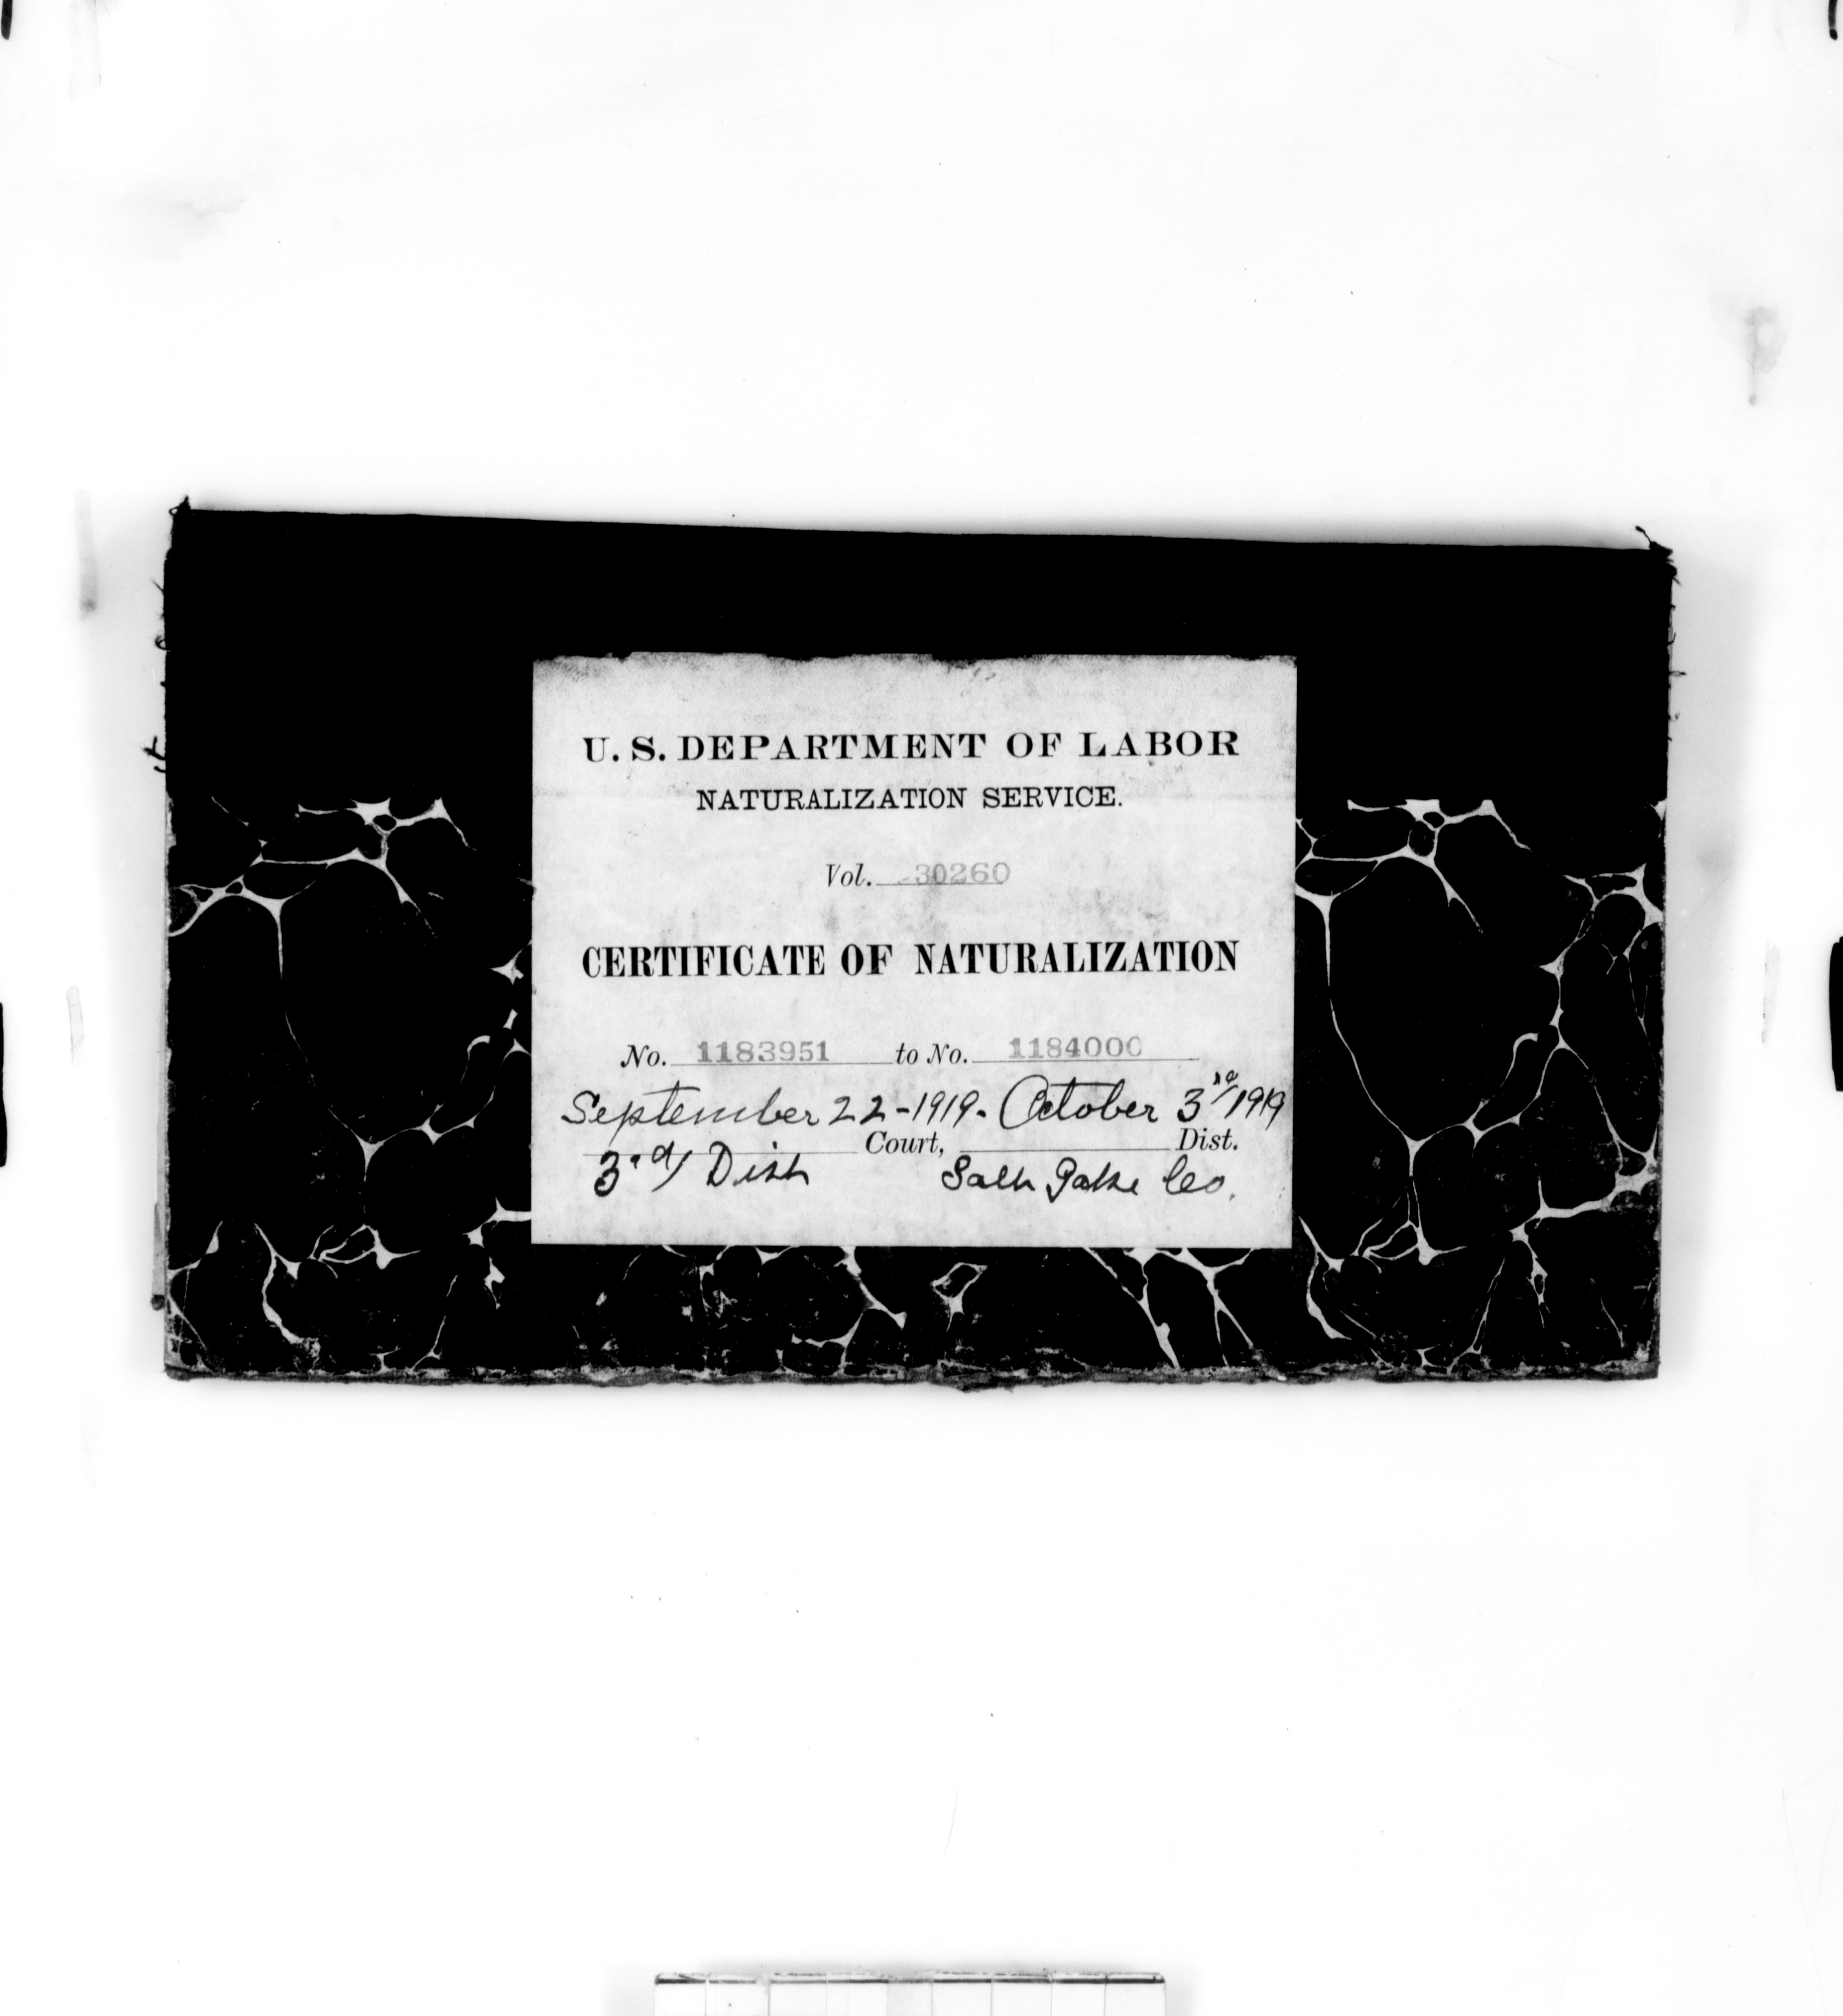 U. S. DEPARTMENT OF LABOR
NATURALIZATION SERVICE.
Vol. 30260
CERTIFICATE OF NATURALIZATION
No. 1183951 to No. 1184000
September 22-1919. October 3rd/1919
Court, Dist.
3rd/ Dist Salt Lake Co.